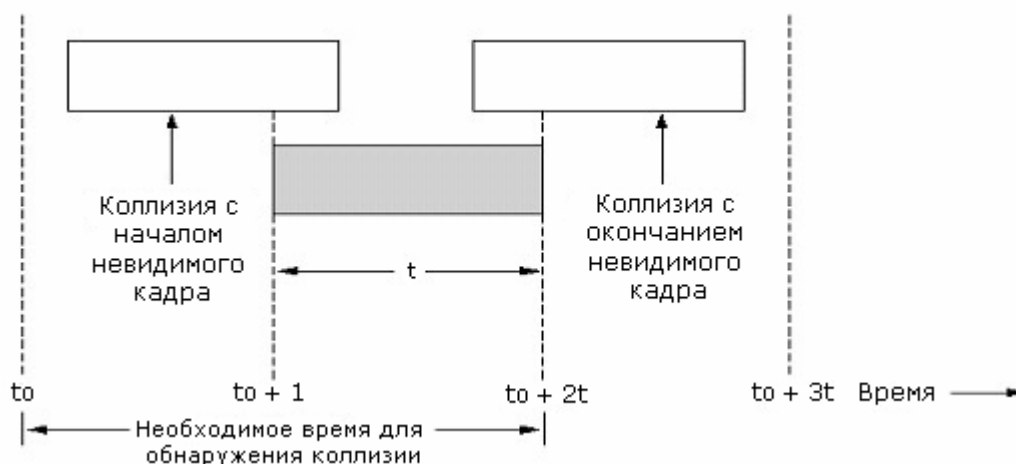 Коллизия с
началом
невидимого
кадра
Коллизия с
окончанием
невидимого
кадра
t
to
to + 1
to + 2t
to + 3t
Время
Необходимое время для
обнаружения коллизии